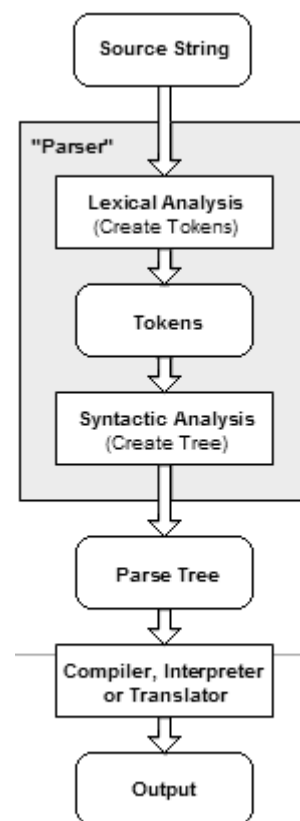 Source String
"Parser"
Lexical Analysis
(Create Tokens)
Tokens
Syntactic Analysis
(Create Tree)
Parse Tree
Compiler, Interpreter
or Translator
Output